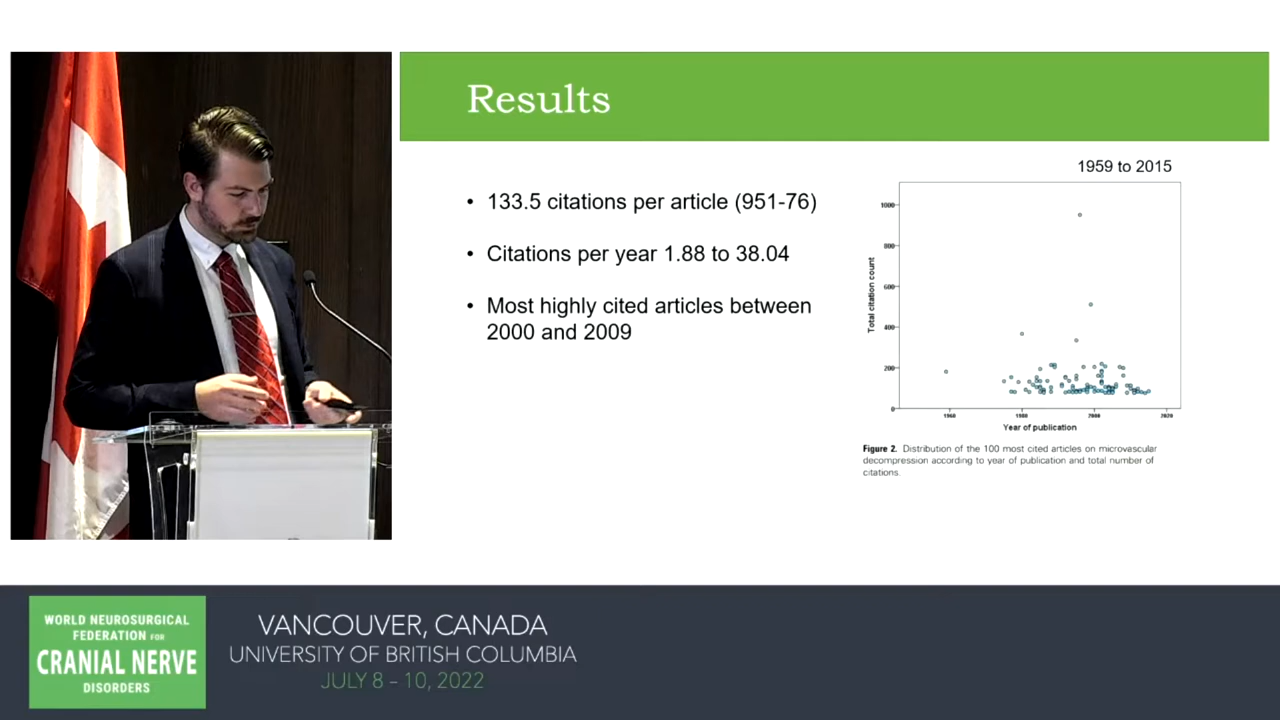 Results
• 133.5 citations per article (951-76)
• Citations per year 1.88 to 38.04
• Most highly cited articles between
2000 and 2009
1959 to 2015
Total citation count
1000
800
600
400
200
0
1960
1980
2000
2020
Year of publication
Figure 2. Distribution of the 100 most cited articles on microvascular
decompression according to year of publication and total number of
citations.
WORLD NEUROSURGICAL
FEDERATION FOR
CRANIAL NERVE
DISORDERS
VANCOUVER, CANADA
UNIVERSITY OF BRITISH COLUMBIA
JULY 8 – 10, 2022